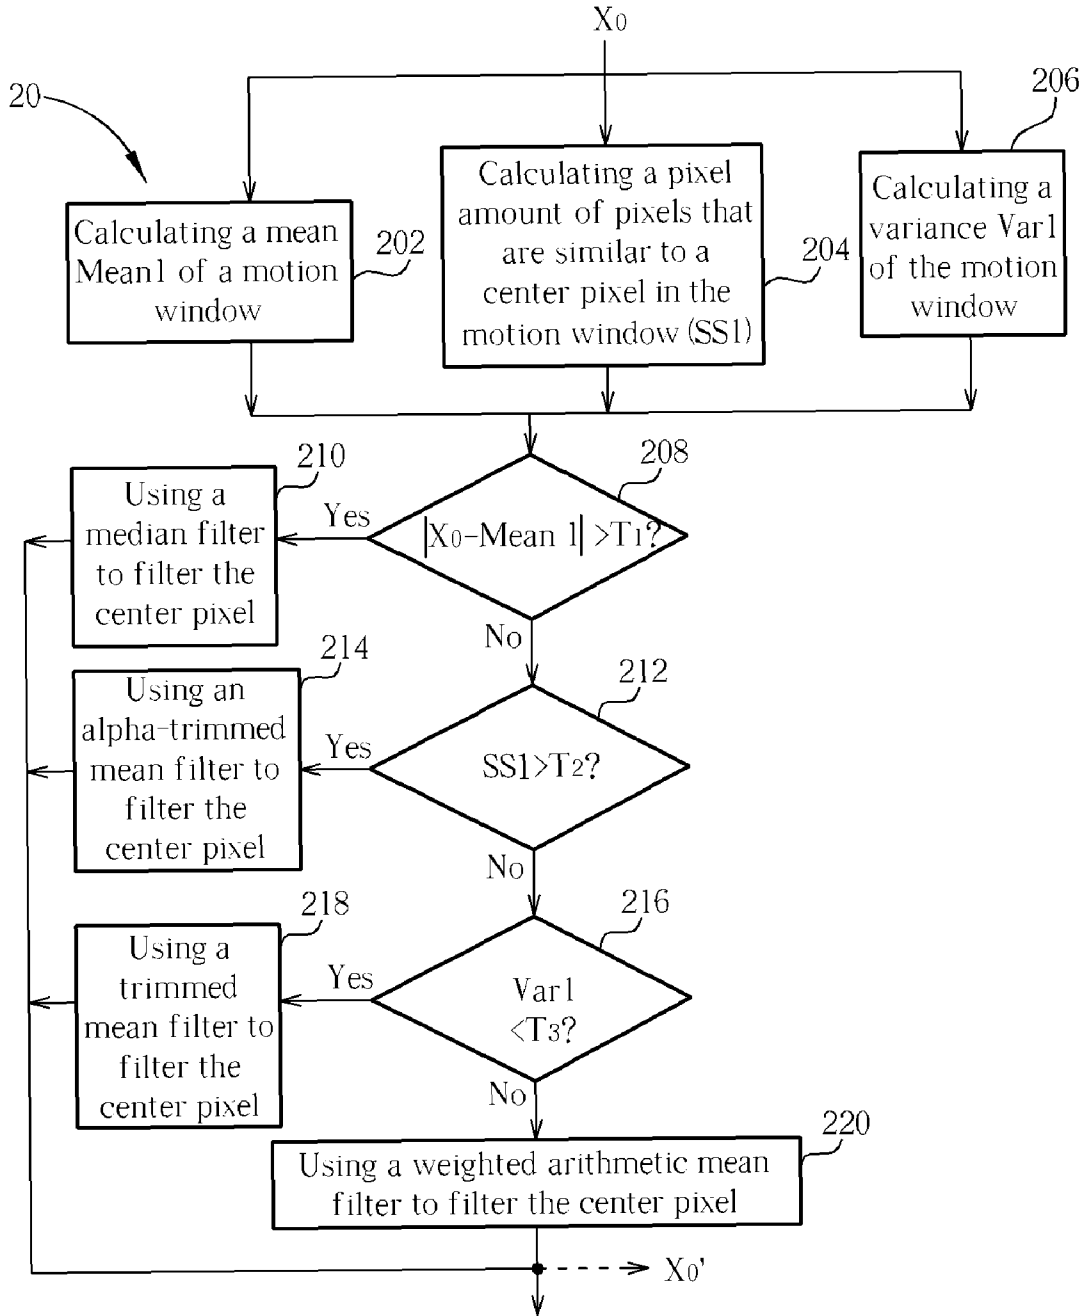 X0
20
206
Calculating a mean
Mean1 of a motion
window
202
Calculating a pixel
amount of pixels that
are similar to a
center pixel in the
motion window (SS1)
204
Calculating a
variance Var1
of the motion
window
208
|X0-Mean 1| >T1?
Yes
210
Using a
median filter
to filter the
center pixel
No
212
SS1>T2?
Yes
214
Using an
alpha-trimmed
mean filter to
filter the
center pixel
No
216
Var1
<T3?
Yes
218
Using a
trimmed
mean filter to
filter the
center pixel
No
220
Using a weighted arithmetic mean
filter to filter the center pixel
X0'